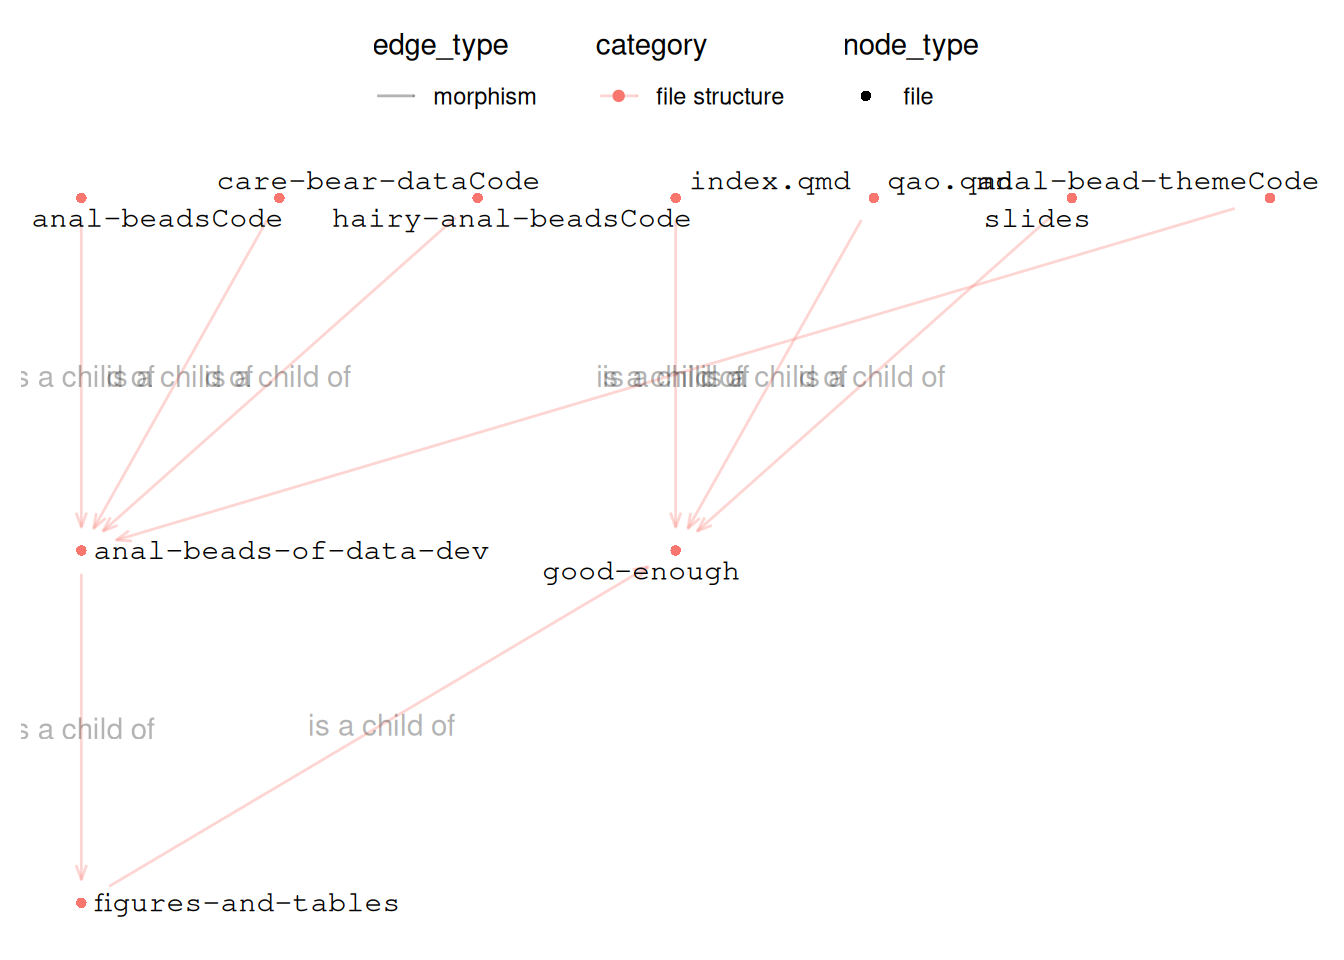 edge_type category node_type
morphism file structure file
care-bear-dataCode index.qmd qao.qmd anal-bead-themeCode
anal-beadsCode hairy-anal-beadsCode slides
s a child of is a child of is a child of is a child of is a child of is a child of is a child of
anal-beads-of-data-dev
good-enough
s a child of is a child of
figures-and-tables